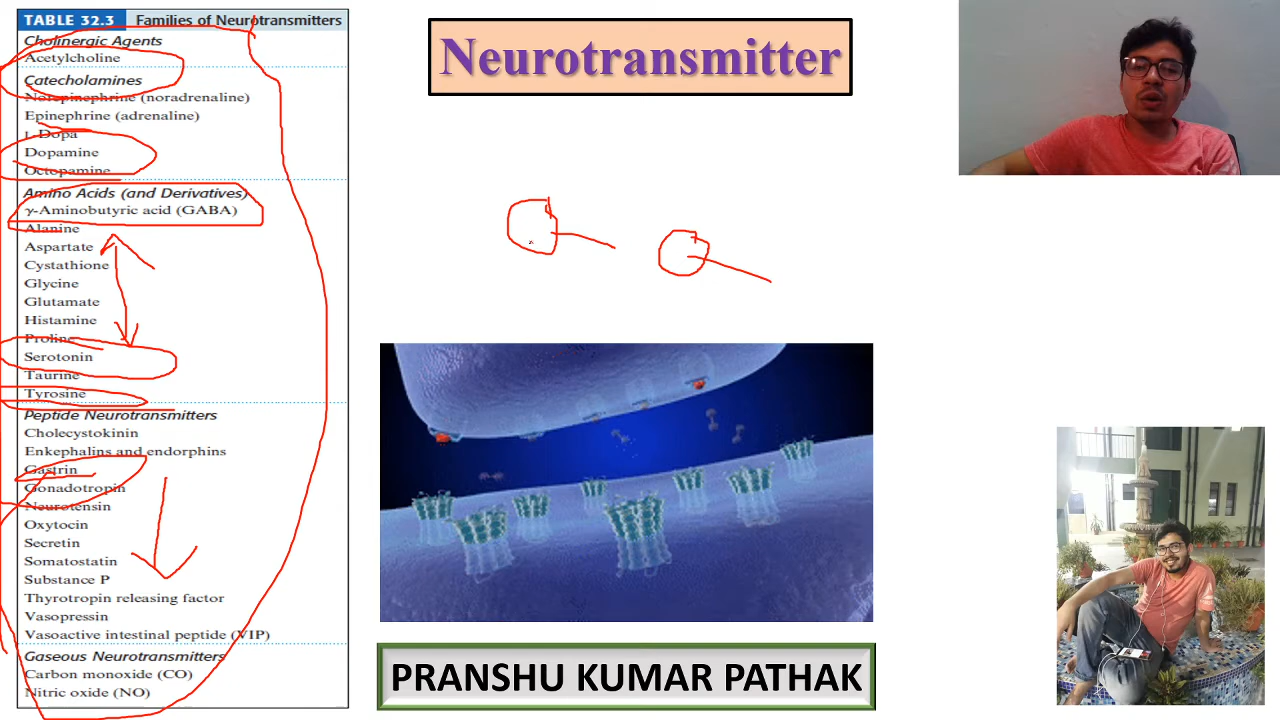 TABLE 32.3 Families of Neurotransmitters
Cholinergic Agents
Acetylcholine
Catecholamines
Norepinephrine (noradrenaline)
Epinephrine (adrenaline)
L-Dopa
Dopamine
Octopamine
Amino Acids (and Derivatives)
γ-Aminobutyric acid (GABA)
Alanine
Aspartate
Cystathione
Glycine
Glutamate
Histamine
Proline
Serotonin
Taurine
Tyrosine
Peptide Neurotransmitters
Cholecystokinin
Enkephalins and endorphins
Gastrin
Gonadotropin
Neurotensin
Oxytocin
Secretin
Somatostatin
Substance P
Thyrotropin releasing factor
Vasopressin
Vasoactive intestinal peptide (VIP)
Gaseous Neurotransmitters
Carbon monoxide (CO)
Nitric oxide (NO)
Neurotransmitter
PRANSHU KUMAR PATHAK